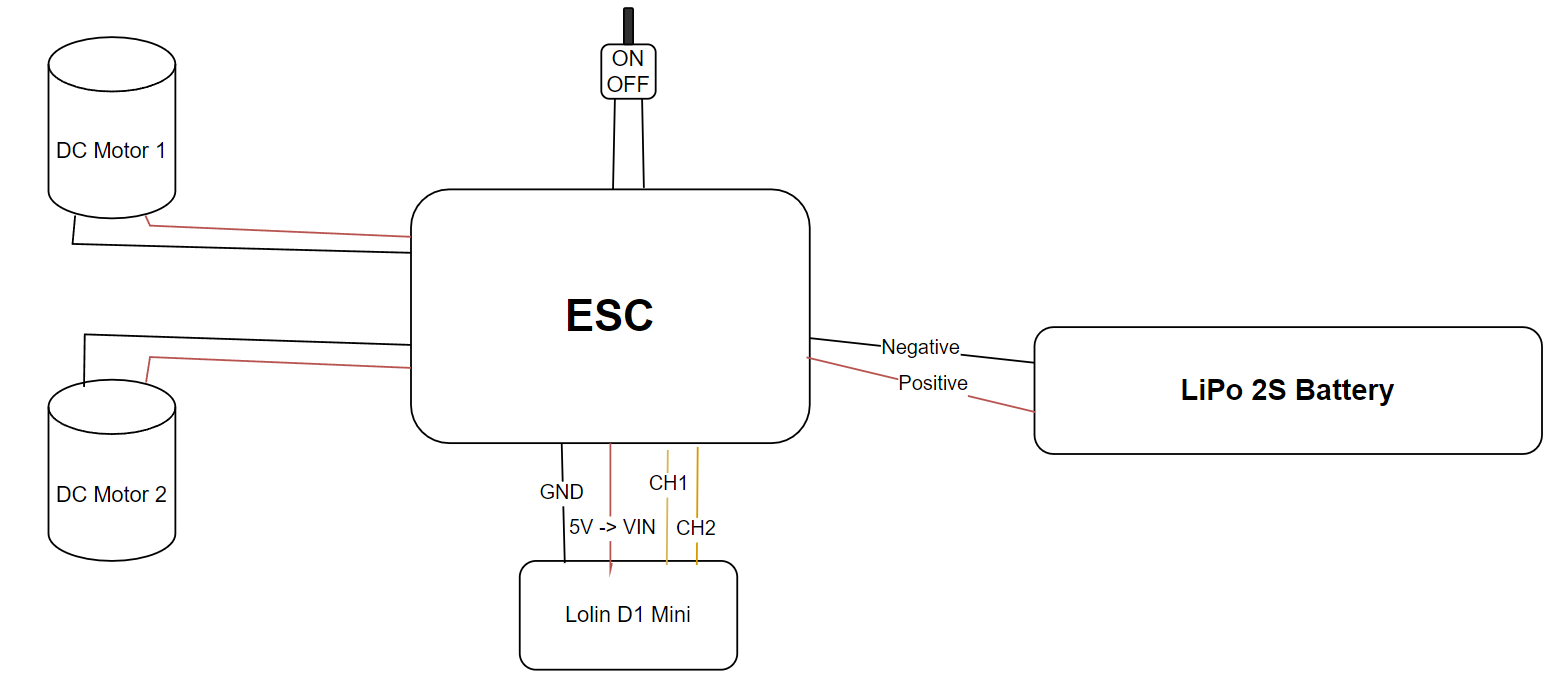 ON
OFF
DC Motor 1
ESC
Negative
Positive
LiPo 2S Battery
DC Motor 2
GND
CH1
5V -> VIN
CH2
Lolin D1 Mini